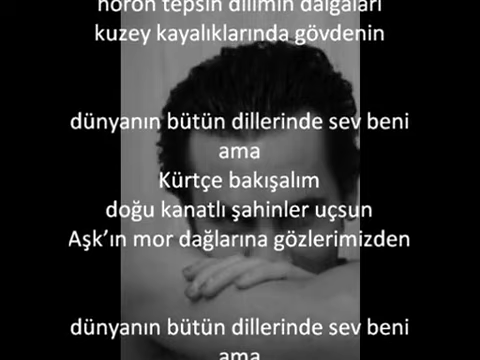 horon tepsin dilimin dalgaları
kuzey kayalıklarında gövdenin
dünyanın bütün dillerinde sev beni
ama
Kürtçe bakışalım
doğu kanatlı şahinler uçsun
Aşk’ın mor dağlarına gözlerimizden
dünyanın bütün dillerinde sev beni
ama